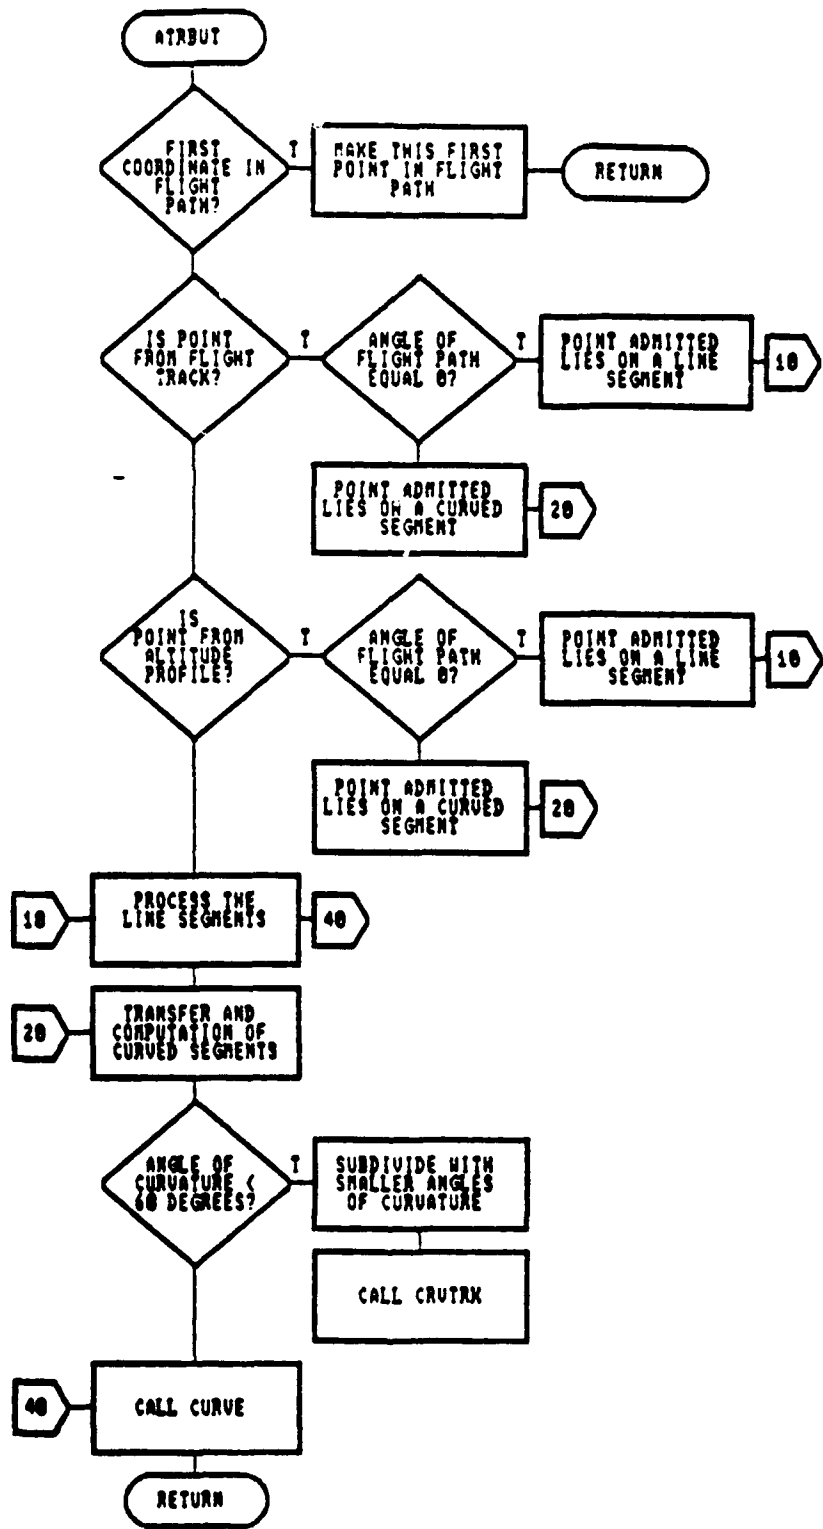 ATRBUT
FIRST
COORDINATE IN
FLIGHT
PATH?
T
MAKE THIS FIRST
POINT IN FLIGHT
PATH
RETURN
IS POINT
FROM FLIGHT
TRACK?
T
ANGLE OF
FLIGHT PATH
EQUAL 0?
T
POINT ADMITTED
LIES ON A LINE
SEGMENT
10
POINT ADMITTED
LIES ON A CURVED
SEGMENT
20
IS
POINT FROM
ALTITUDE
PROFILE?
T
ANGLE OF
FLIGHT PATH
EQUAL 0?
T
POINT ADMITTED
LIES ON A LINE
SEGMENT
10
POINT ADMITTED
LIES ON A CURVED
SEGMENT
20
10
PROCESS THE
LINE SEGMENTS
40
20
TRANSFER AND
COMPUTATION OF
CURVED SEGMENTS
ANGLE OF
CURVATURE <
60 DEGREES?
T
SUBDIVIDE WITH
SMALLER ANGLES
OF CURVATURE
CALL CRVTRK
40
CALL CURVE
RETURN